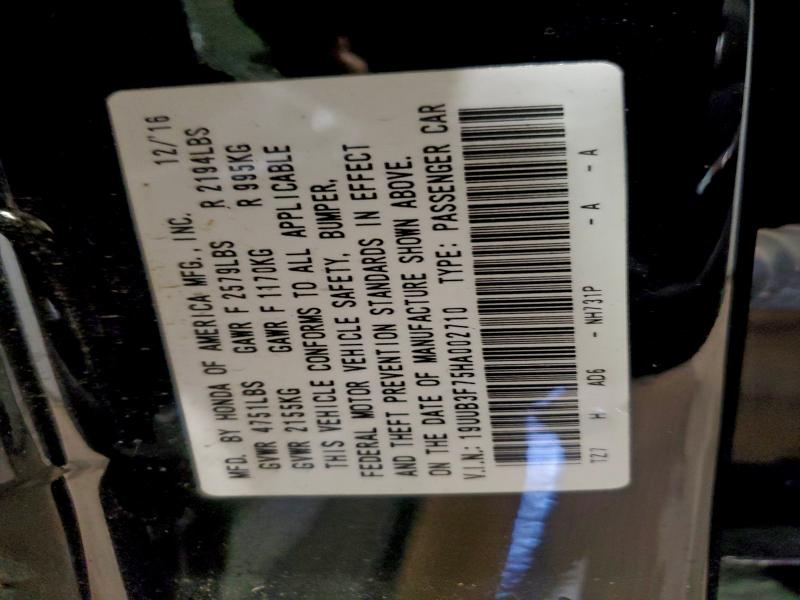 MFD. BY HONDA OF AMERICA MFG., INC. 12/'16
GVWR 4751LBS GAWR F 2579LBS R 2194LBS
GVWR 2155KG GAWR F 1170KG R 995KG
THIS VEHICLE CONFORMS TO ALL APPLICABLE
FEDERAL MOTOR VEHICLE SAFETY, BUMPER,
AND THEFT PREVENTION STANDARDS IN EFFECT
ON THE DATE OF MANUFACTURE SHOWN ABOVE.
V.I.N.: 19UUB3F75HA002710 TYPE: PASSENGER CAR
TZ7 H AD6 - NH731P - A - A